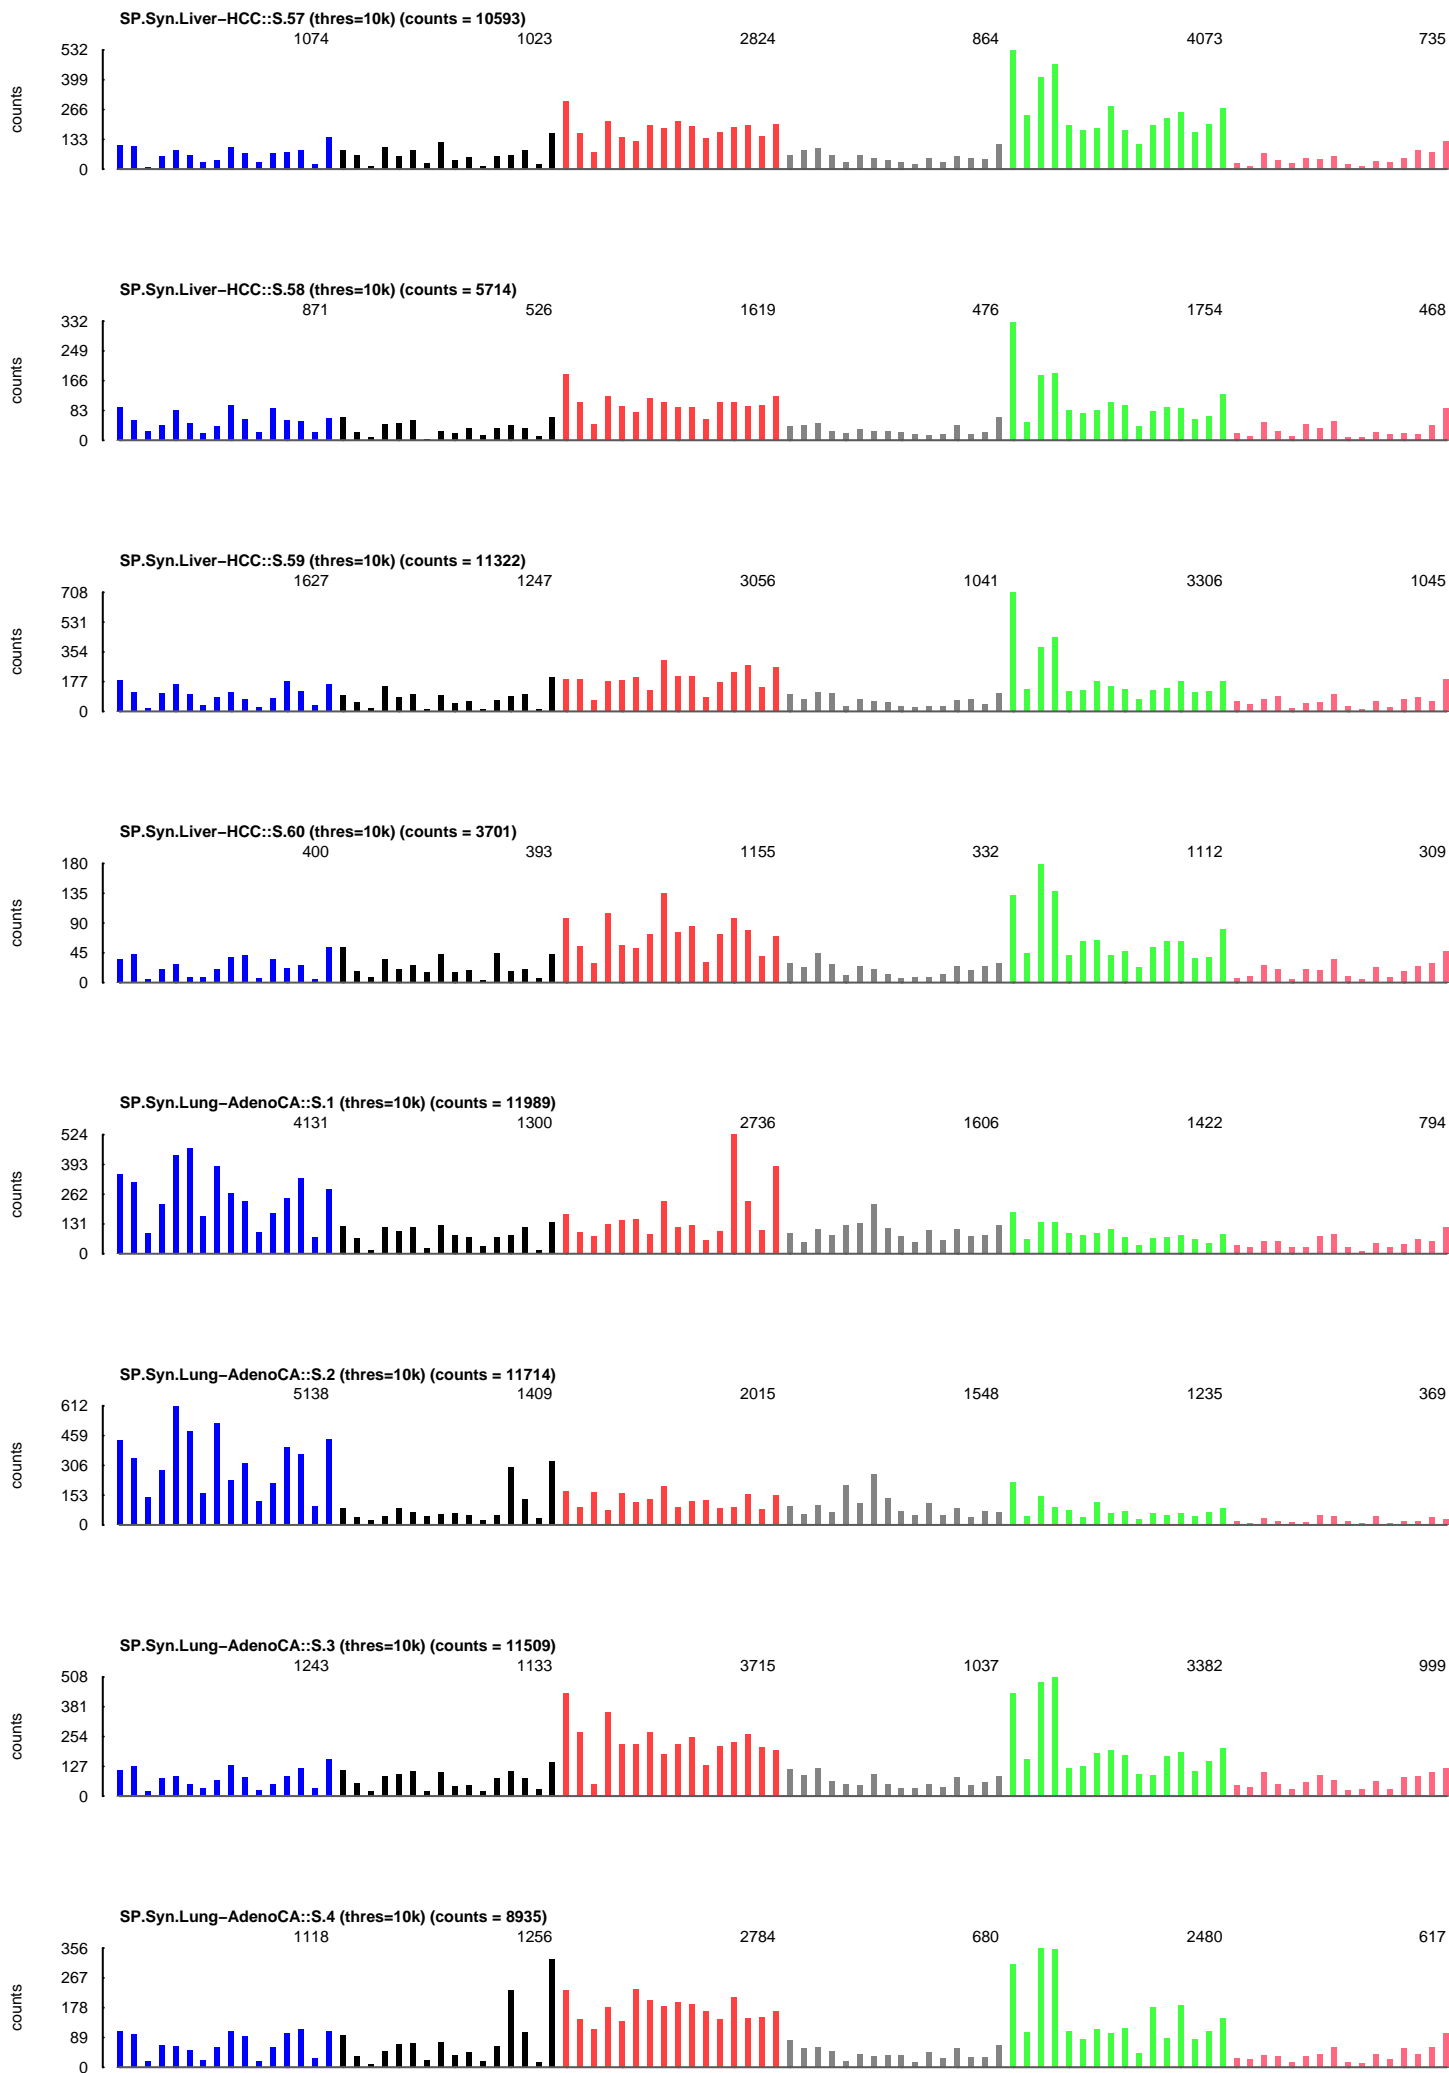 SP.Syn.Liver−HCC::S.57 (thres=10k) (counts = 10593)
1074 1023 2824 864 4073 735
532
399
266
133
0
counts
SP.Syn.Liver−HCC::S.58 (thres=10k) (counts = 5714)
871 526 1619 476 1754 468
332
249
166
83
0
counts
SP.Syn.Liver−HCC::S.59 (thres=10k) (counts = 11322)
1627 1247 3056 1041 3306 1045
708
531
354
177
0
counts
SP.Syn.Liver−HCC::S.60 (thres=10k) (counts = 3701)
400 393 1155 332 1112 309
180
135
90
45
0
counts
SP.Syn.Lung−AdenoCA::S.1 (thres=10k) (counts = 11989)
4131 1300 2736 1606 1422 794
524
393
262
131
0
counts
SP.Syn.Lung−AdenoCA::S.2 (thres=10k) (counts = 11714)
5138 1409 2015 1548 1235 369
612
459
306
153
0
counts
SP.Syn.Lung−AdenoCA::S.3 (thres=10k) (counts = 11509)
1243 1133 3715 1037 3382 999
508
381
254
127
0
counts
SP.Syn.Lung−AdenoCA::S.4 (thres=10k) (counts = 8935)
1118 1256 2784 680 2480 617
356
267
178
89
0
counts